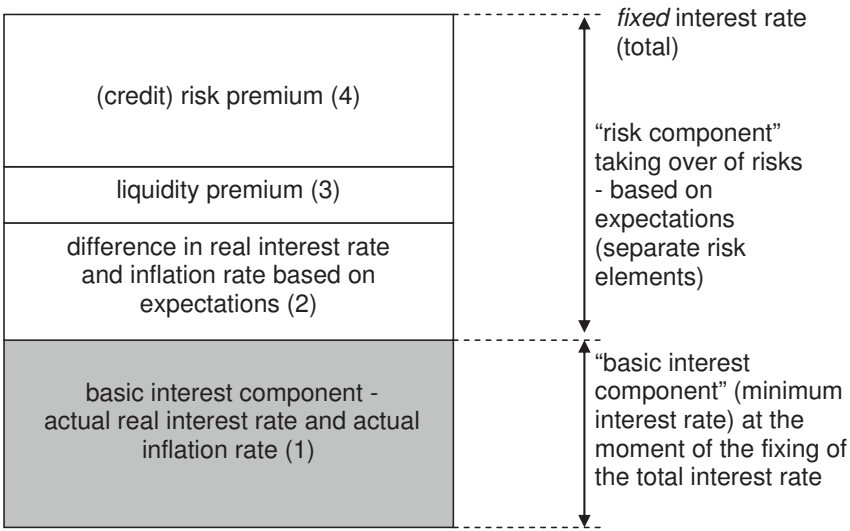 fixed interest rate
(total)
(credit) risk premium (4)
"risk component"
taking over of risks
- based on
expectations
(separate risk
elements)
liquidity premium (3)
difference in real interest rate
and inflation rate based on
expectations (2)
basic interest component -
actual real interest rate and actual
inflation rate (1)
“basic interest
component” (minimum
interest rate) at the
moment of the fixing of
the total interest rate